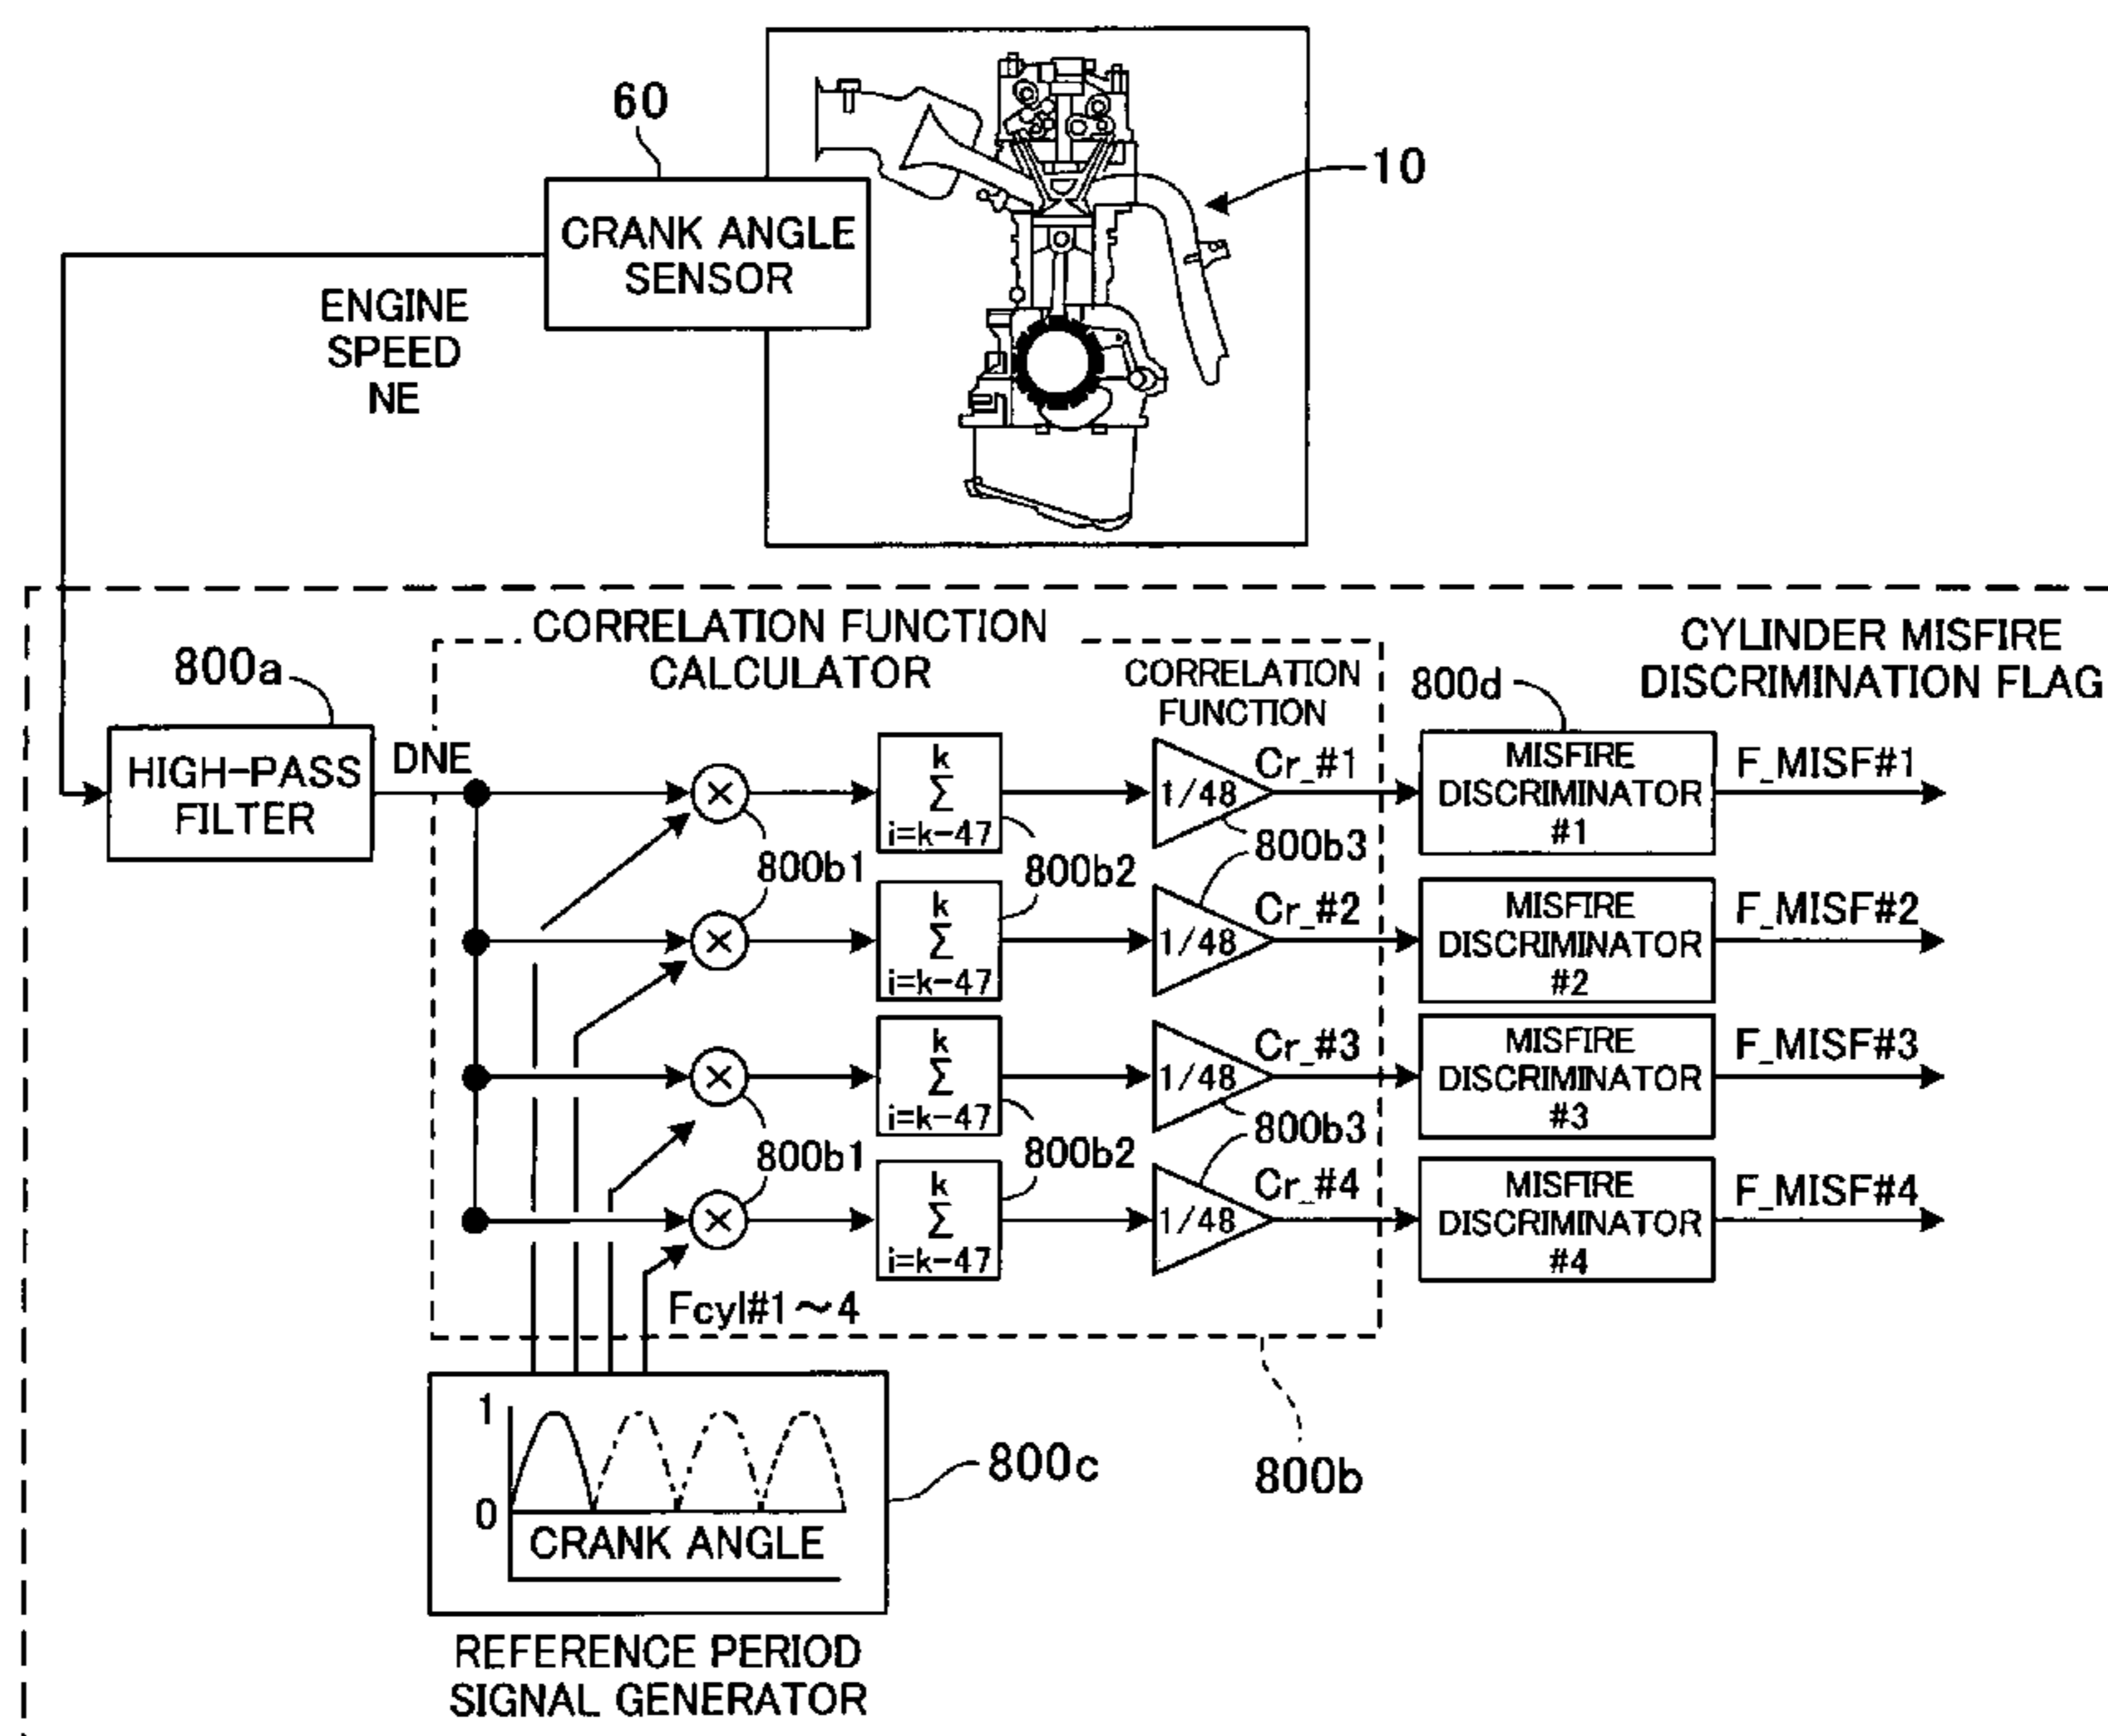 60
10
CRANK ANGLE
SENSOR
ENGINE
SPEED
NE
CORRELATION FUNCTION
CALCULATOR
CYLINDER MISFIRE
DISCRIMINATION FLAG
800a
CORRELATION
FUNCTION
800d
HIGH-PASS
FILTER
DNE
×
k
Σ
i=k-47
1/48
Cr_#1
MISFIRE
DISCRIMINATOR
#1
F_MISF#1
800b1
800b2
800b3
×
k
Σ
i=k-47
1/48
Cr_#2
MISFIRE
DISCRIMINATOR
#2
F_MISF#2
×
k
Σ
i=k-47
1/48
Cr_#3
MISFIRE
DISCRIMINATOR
#3
F_MISF#3
800b1
800b2
800b3
×
k
Σ
i=k-47
1/48
Cr_#4
MISFIRE
DISCRIMINATOR
#4
F_MISF#4
Fcyl#1~4
1
0
CRANK ANGLE
800c
800b
REFERENCE PERIOD
SIGNAL GENERATOR